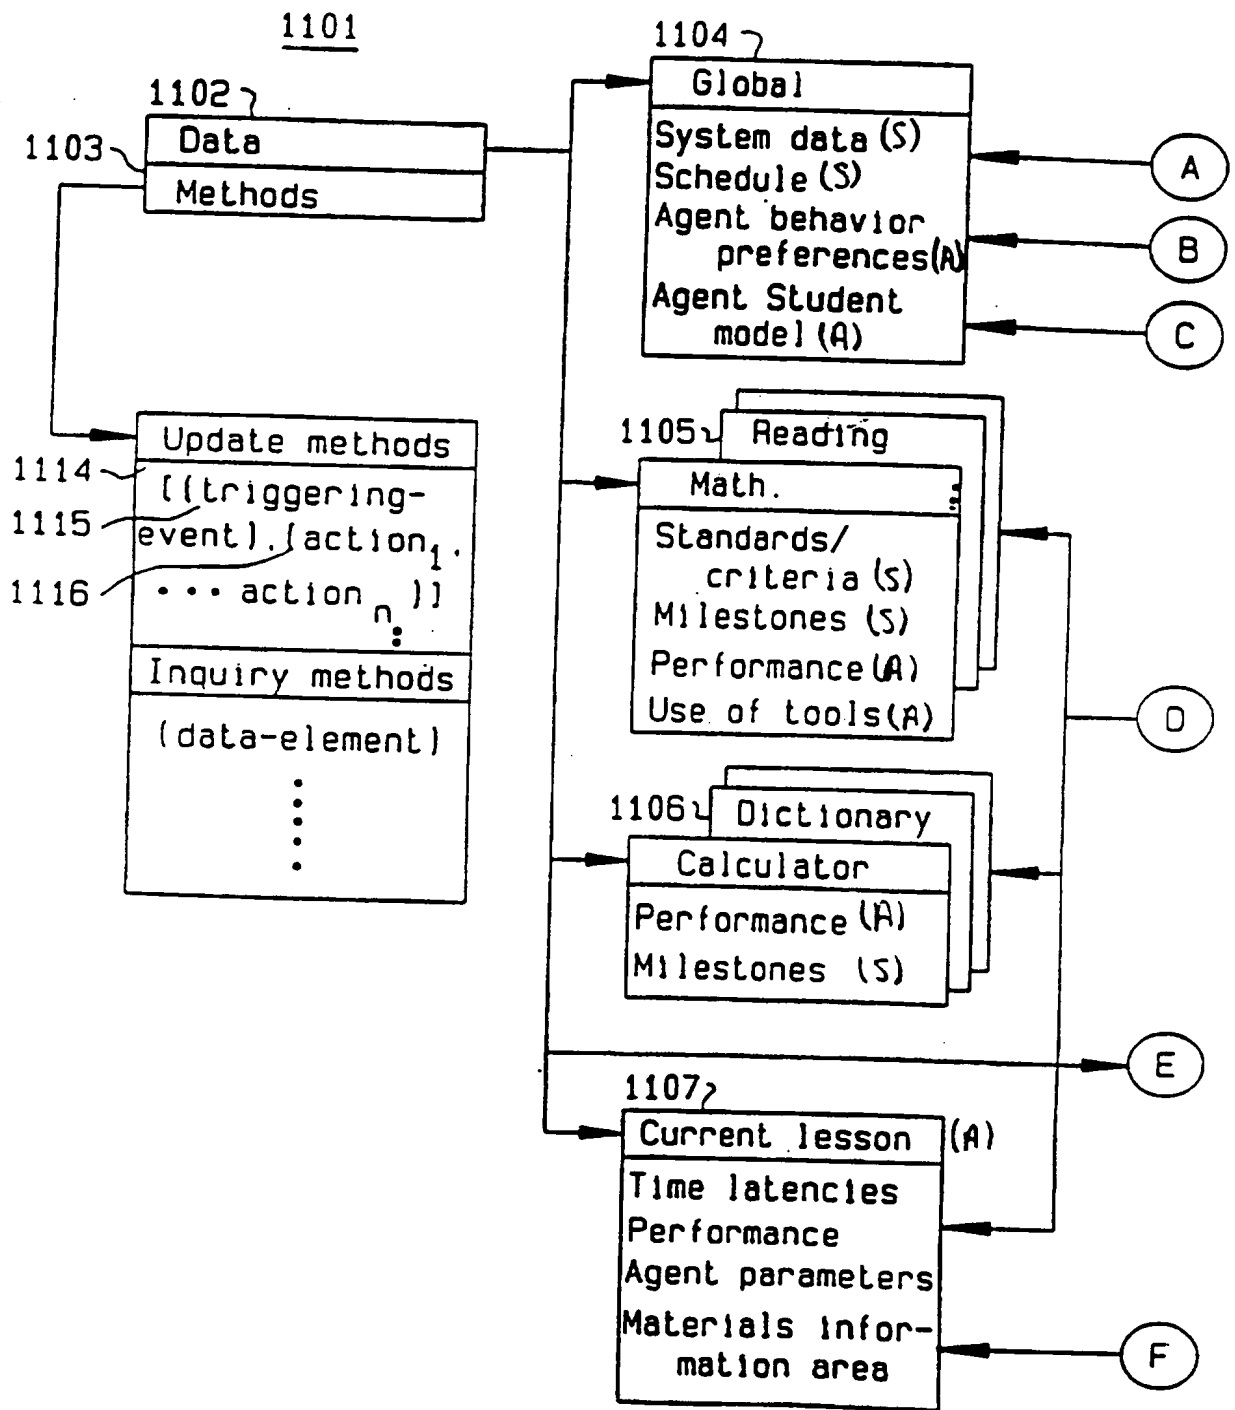 1101
1102
Data
1103
Methods
Update methods
1114
[(triggering-
1115
event).(action1.
1116
••• actionn )]
Inquiry methods
(data-element)
1104
Global
System data (S)
Schedule (S)
Agent behavior
preferences(A)
Agent Student
model (A)
1105
Reading
Math.
Standards/
criteria (S)
Milestones (S)
Performance (A)
Use of tools (A)
1106
Dictionary
Calculator
Performance (A)
Milestones (S)
1107
Current lesson (A)
Time latencies
Performance
Agent parameters
Materials infor-
mation area
A
B
C
D
E
F